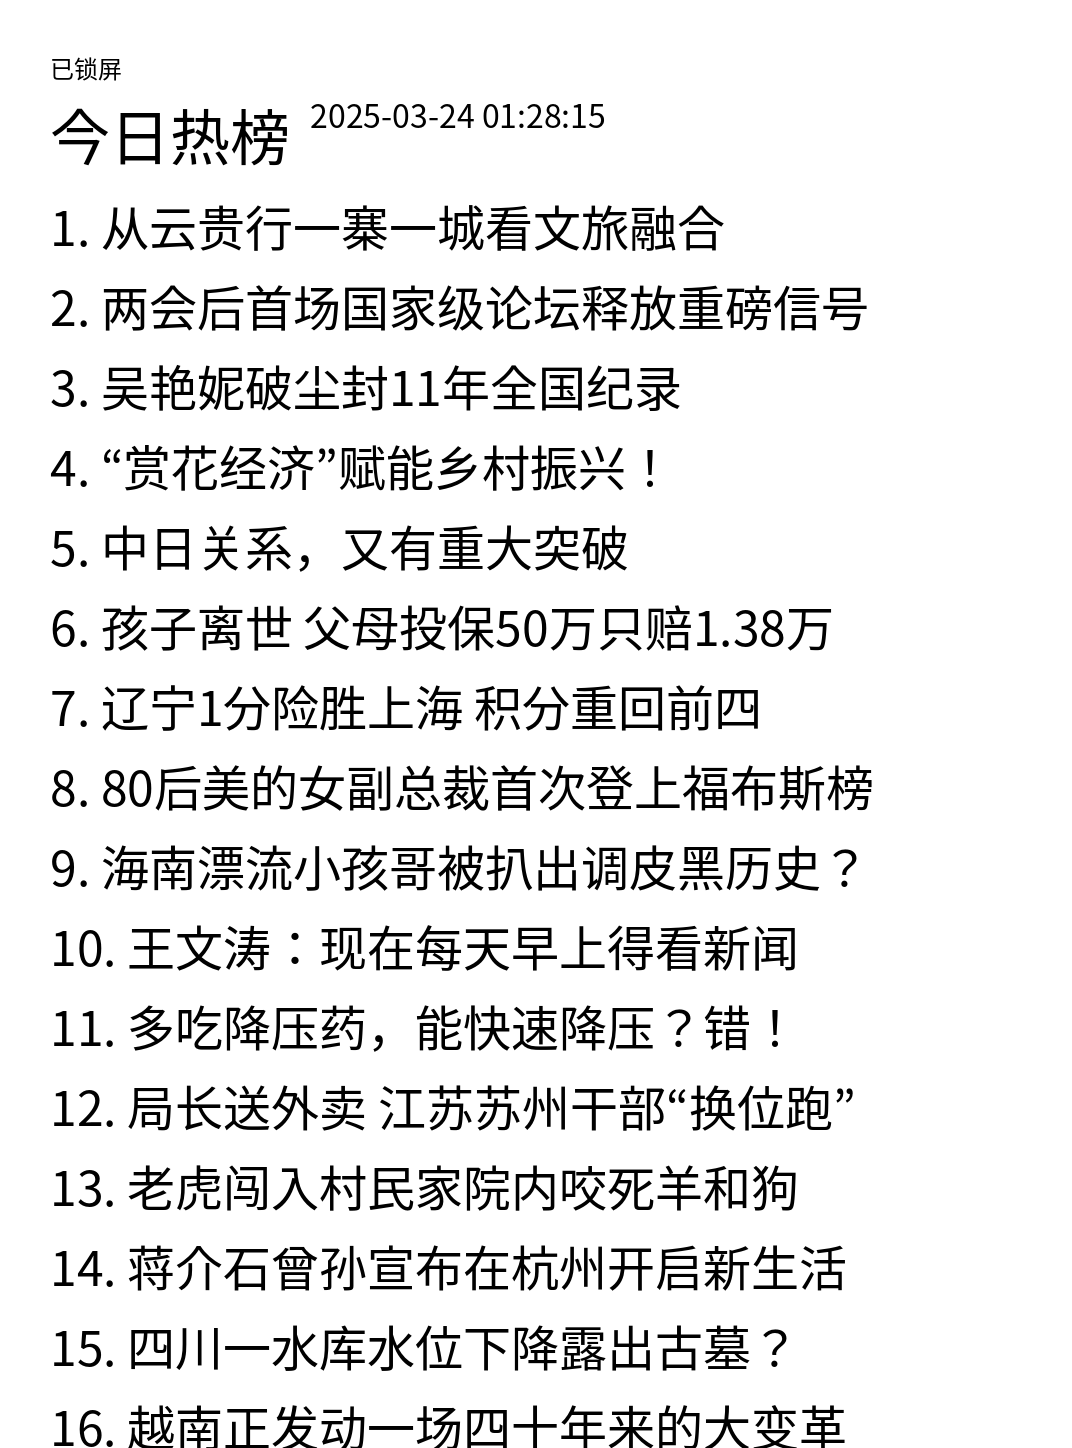 已锁屏
今日热榜 2025-03-24 01:28:15
1. 从云贵行一寨一城看文旅融合
2. 两会后首场国家级论坛释放重磅信号
3. 吴艳妮破尘封11年全国纪录
4. “赏花经济”赋能乡村振兴！
5. 中日关系，又有重大突破
6. 孩子离世 父母投保50万只赔1.38万
7. 辽宁1分险胜上海 积分重回前四
8. 80后美的女副总裁首次登上福布斯榜
9. 海南漂流小孩哥被扒出调皮黑历史？
10. 王文涛：现在每天早上得看新闻
11. 多吃降压药，能快速降压？错！
12. 局长送外卖 江苏苏州干部“换位跑”
13. 老虎闯入村民家院内咬死羊和狗
14. 蒋介石曾孙宣布在杭州开启新生活
15. 四川一水库水位下降露出古墓？
16. 越南正发动一场四十年来的大变革